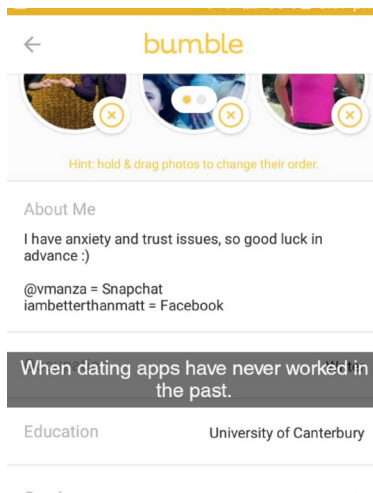 bumble
Hint: hold & drag photos to change their order.
About Me
I have anxiety and trust issues, so good luck in
advance :)
@vmanza = Snapchat
iambetterthanmatt = Facebook
When dating apps have never worked in
the past.
Education University of Canterbury